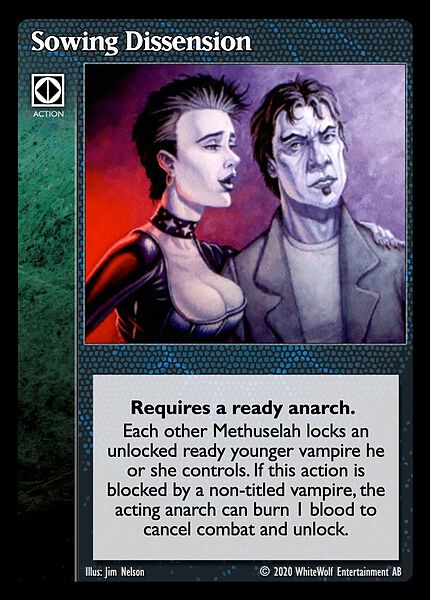 Sowing Dissension
ACTION
Requires a ready anarch.
Each other Methuselah locks an
unlocked ready younger vampire he
or she controls. If this action is
blocked by a non-titled vampire, the
acting anarch can burn 1 blood to
cancel combat and unlock.
Illus: Jim Nelson © 2020 WhiteWolf Entertainment AB